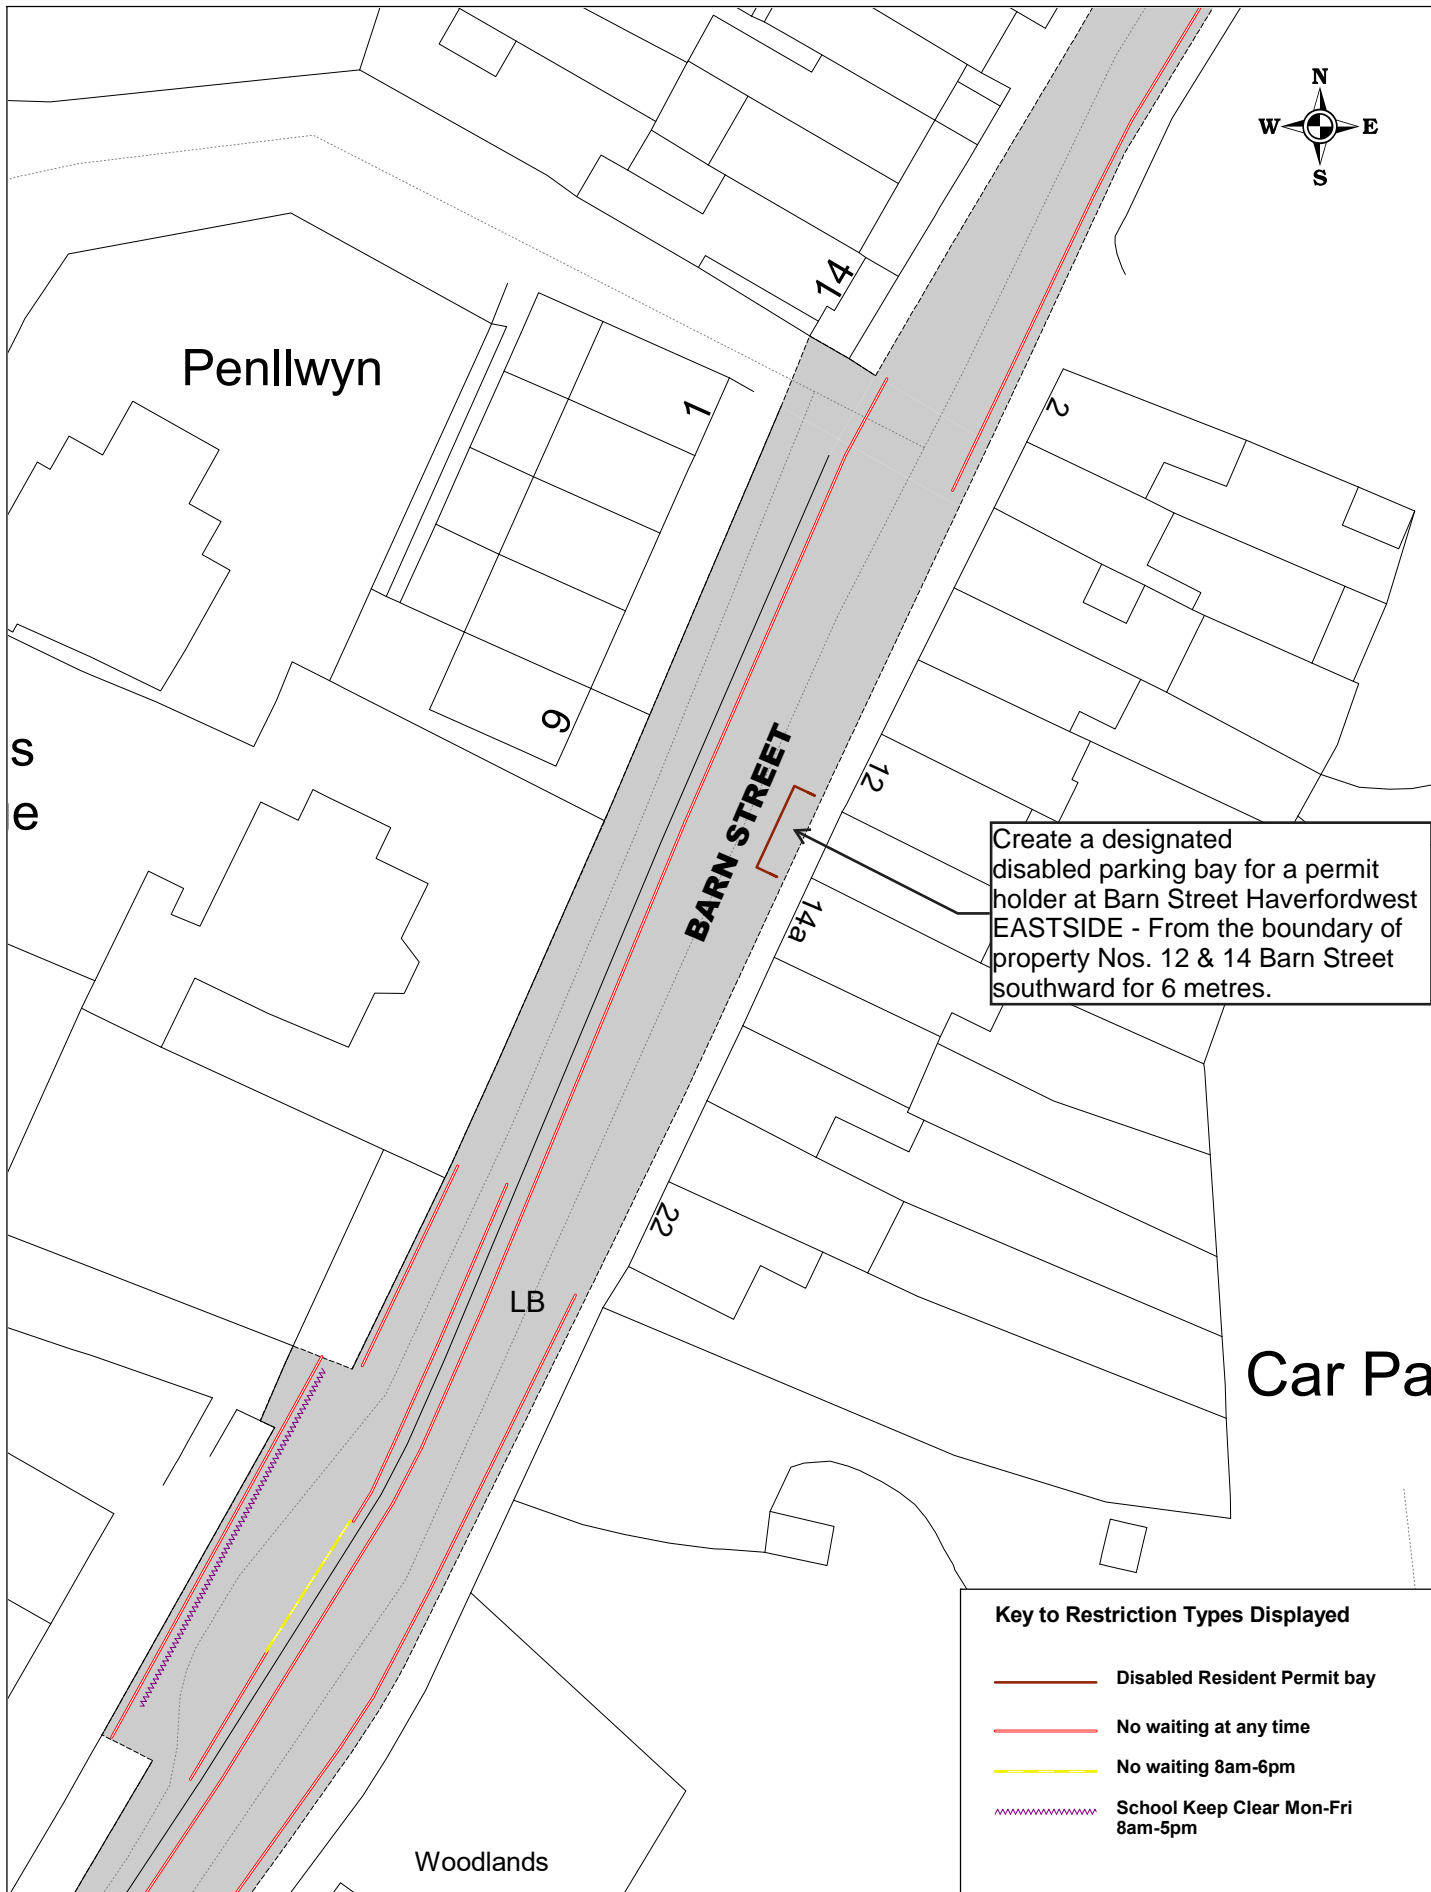 N
W E
S
14
Penllwyn
1
2
6
s
e
12
BARN STREET
Create a designated
disabled parking bay for a permit
holder at Barn Street Haverfordwest
EASTSIDE - From the boundary of
property Nos. 12 & 14 Barn Street
southward for 6 metres.
14a
22
LB
Car Pa
Key to Restriction Types Displayed
Disabled Resident Permit bay
No waiting at any time
No waiting 8am-6pm
School Keep Clear Mon-Fri
8am-5pm
Woodlands